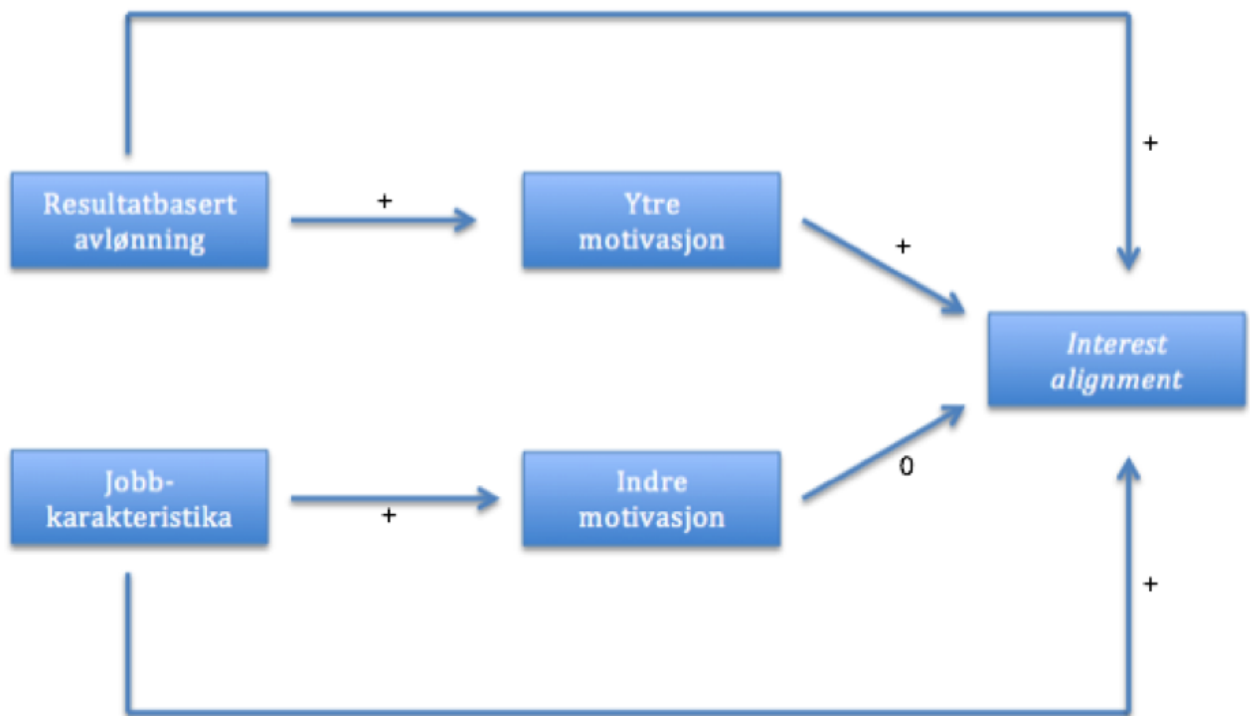 +
Resultatbasert
avlønning
+
Ytre
motivasjon
+
Interest
alignment
Jobb-
karakteristika
+
Indre
motivasjon
0
+